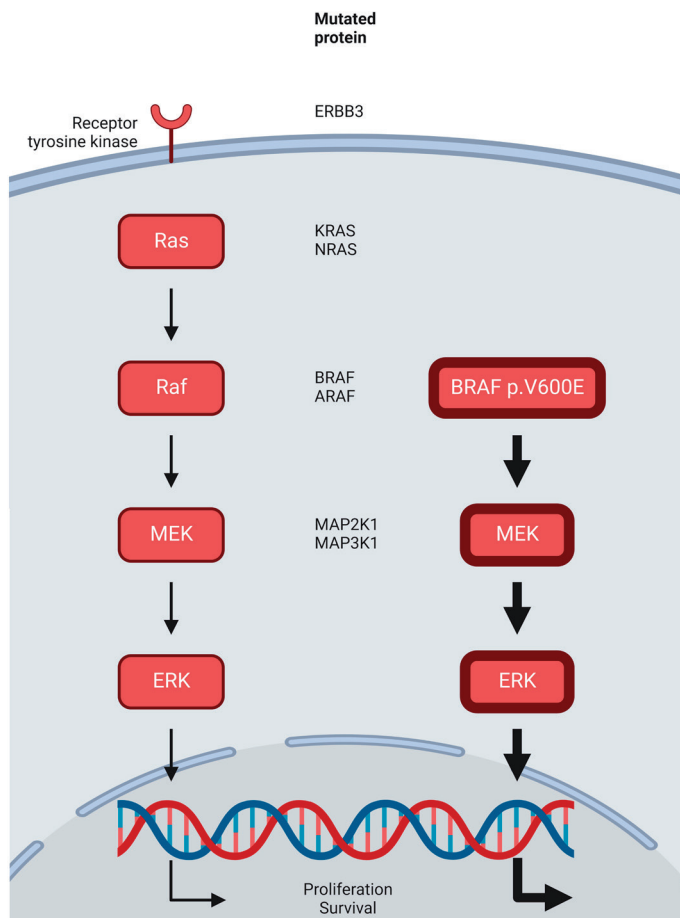 Mutated
protein
Receptor
tyrosine kinase
ERBB3
Ras
KRAS
NRAS
Raf
BRAF
ARAF
BRAF p.V600E
MEK
MAP2K1
MAP3K1
MEK
ERK
ERK
Proliferation
Survival